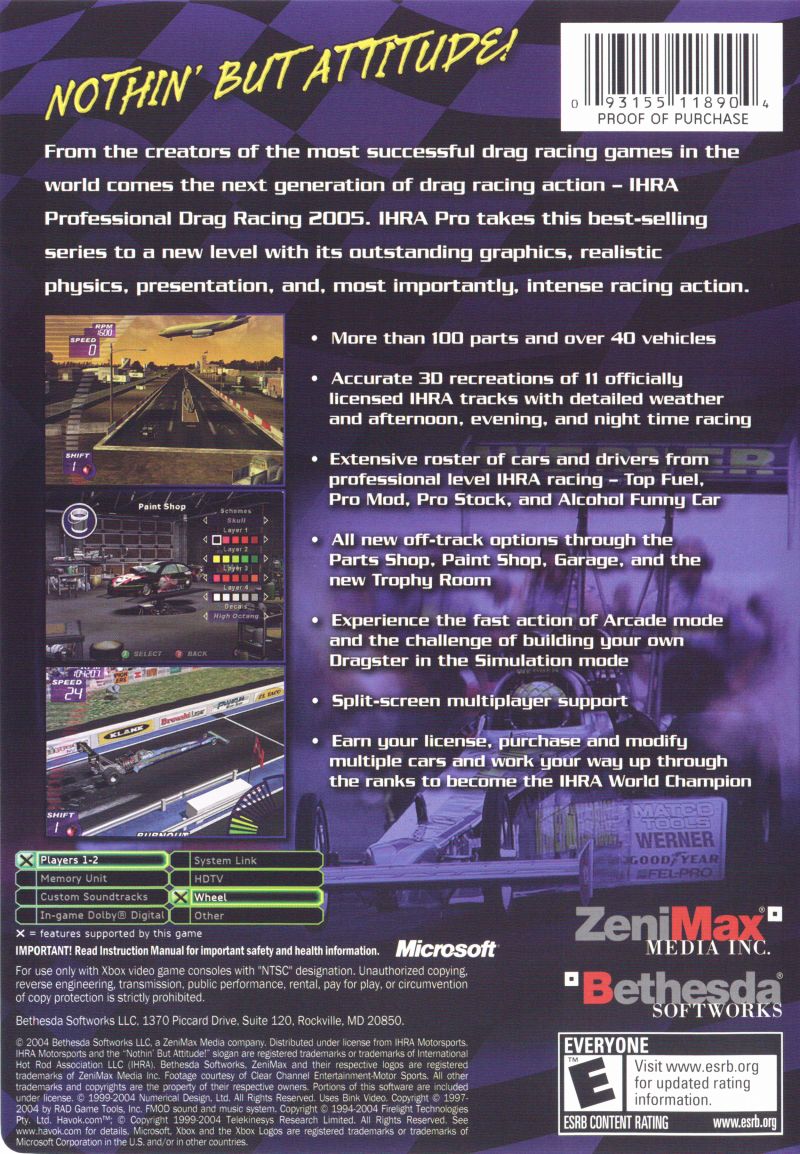 NOTHIN' BUT ATTITUDE!
0 93155 11890 4
PROOF OF PURCHASE
From the creators of the most successful drag racing games in the
world comes the next generation of drag racing action – IHRA
Professional Drag Racing 2005. IHRA Pro takes this best-selling
series to a new level with its outstanding graphics, realistic
physics, presentation, and, most importantly, intense racing action.
RPM
1500
SPEED
0
SHIFT
1
• More than 100 parts and over 40 vehicles
• Accurate 3D recreations of 11 officially
licensed IHRA tracks with detailed weather
and afternoon, evening, and night time racing
• Extensive roster of cars and drivers from
professional level IHRA racing – Top Fuel,
Pro Mod, Pro Stock, and Alcohol Funny Car
• All new off-track options through the
Parts Shop, Paint Shop, Garage, and the
new Trophy Room
• Experience the fast action of Arcade mode
and the challenge of building your own
Dragster in the Simulation mode
• Split-screen multiplayer support
• Earn your license, purchase and modify
multiple cars and work your way up through
the ranks to become the IHRA World Champion
Paint Shop
Schemes
Skull
Layer 1
Layer 2
Layer 3
Layer 4
Decals
High Octane
SELECT
BACK
SPEED
24
KLANK
EL TACO
SHIFT
1
BURNOUT
MATCO
TOOLS
WERNER
GOOD YEAR
FEL-PRO
Players 1-2
System Link
Memory Unit
HDTV
Custom Soundtracks
Wheel
In-game Dolby® Digital
Other
X = features supported by this game
IMPORTANT! Read Instruction Manual for important safety and health information.
Microsoft®
For use only with Xbox video game consoles with "NTSC" designation. Unauthorized copying,
reverse engineering, transmission, public performance, rental, pay for play, or circumvention
of copy protection is strictly prohibited.
Bethesda Softworks LLC, 1370 Piccard Drive, Suite 120, Rockville, MD 20850.
© 2004 Bethesda Softworks LLC, a ZeniMax Media company. Distributed under license from IHRA Motorsports.
IHRA Motorsports and the "Nothin' But Attitude!" slogan are registered trademarks or trademarks of International
Hot Rod Association LLC (IHRA). Bethesda Softworks, ZeniMax and their respective logos are registered
trademarks of ZeniMax Media Inc. Footage courtesy of Clear Channel Entertainment-Motor Sports. All other
trademarks and copyrights are the property of their respective owners. Portions of this software are included
under license. © 1999-2004 Numerical Design, Ltd. All Rights Reserved. Uses Bink Video. Copyright © 1997-
2004 by RAD Game Tools, Inc. FMOD sound and music system. Copyright © 1994-2004 Firelight Technologies
Pty, Ltd. Havok.com™; © Copyright 1999-2004 Telekinesys Research Limited. All Rights Reserved. See
www.havok.com for details. Microsoft, Xbox and the Xbox Logos are registered trademarks or trademarks of
Microsoft Corporation in the U.S. and/or in other countries.
ZeniMax®
MEDIA INC.
Bethesda®
SOFTWORKS
EVERYONE
E
™
Visit www.esrb.org
for updated rating
information.
ESRB CONTENT RATING
www.esrb.org